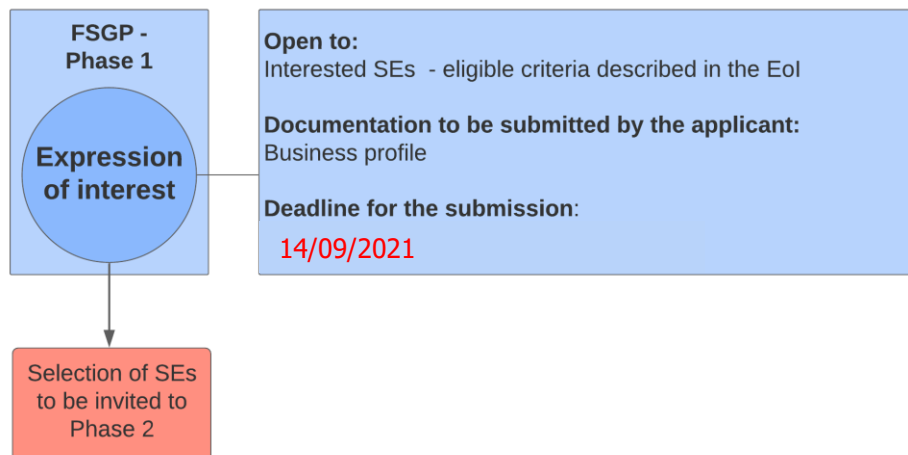 FSGP -
Phase 1
Expression
of interest
Open to:
Interested SEs - eligible criteria described in the EoI
Documentation to be submitted by the applicant:
Business profile
Deadline for the submission:
14/09/2021
Selection of SEs
to be invited to
Phase 2